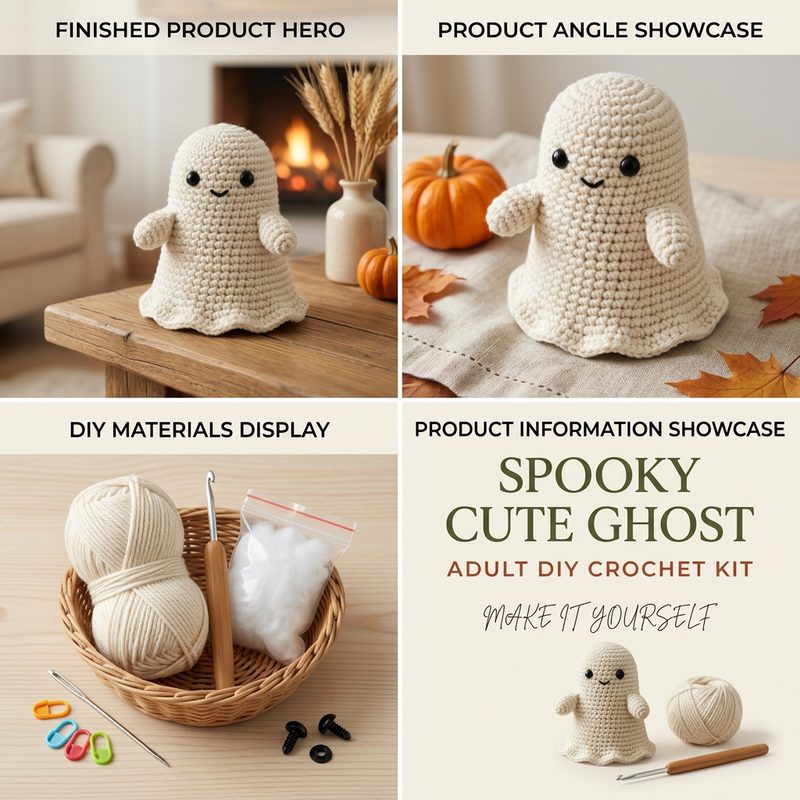 FINISHED PRODUCT HERO
PRODUCT ANGLE SHOWCASE
DIY MATERIALS DISPLAY
PRODUCT INFORMATION SHOWCASE
SPOOKY
CUTE GHOST
ADULT DIY CROCHET KIT
MAKE IT YOURSELF